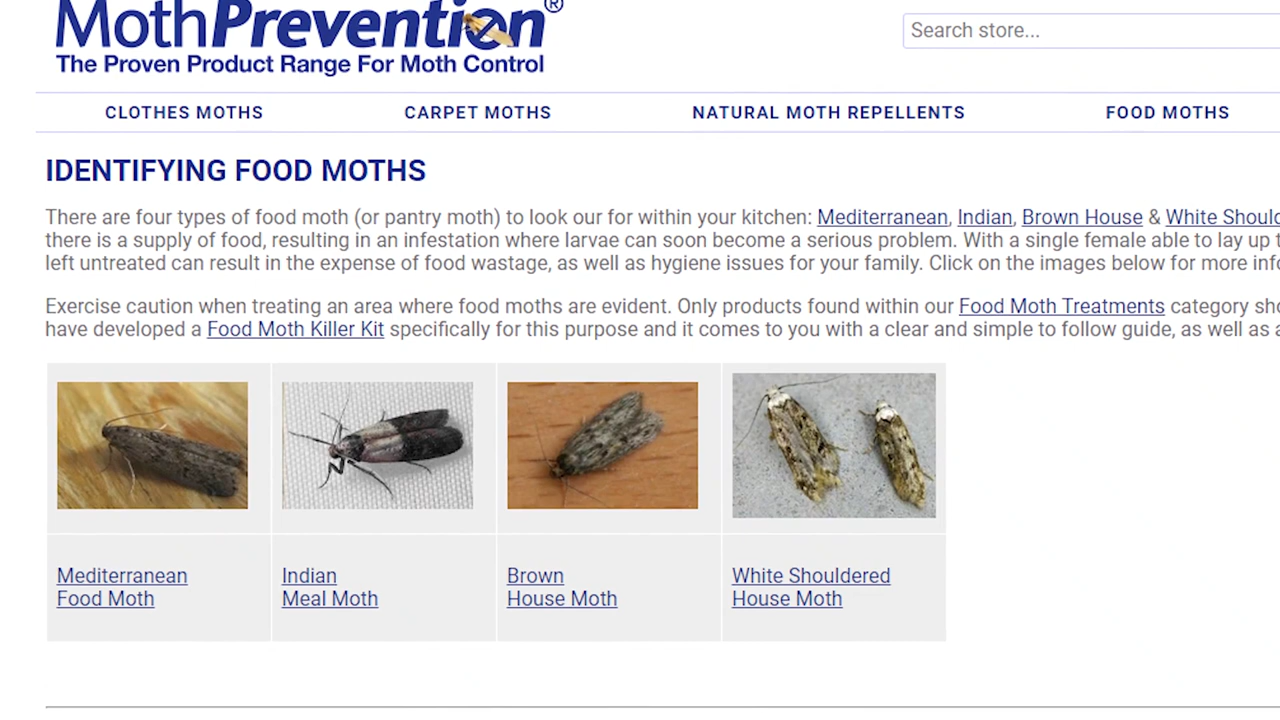 MothPrevention®
The Proven Product Range For Moth Control
Search store...
CLOTHES MOTHS CARPET MOTHS NATURAL MOTH REPELLENTS FOOD MOTHS
IDENTIFYING FOOD MOTHS
There are four types of food moth (or pantry moth) to look our for within your kitchen: Mediterranean, Indian, Brown House & White
there is a supply of food, resulting in an infestation where larvae can soon become a serious problem. With a single female able to lay up
left untreated can result in the expense of food wastage, as well as hygiene issues for your family. Click on the images below for more
Exercise caution when treating an area where food moths are evident. Only products found within our Food Moth Treatments category
have developed a Food Moth Killer Kit specifically for this purpose and it comes to you with a clear and simple to follow guide, as well as
Mediterranean
Food Moth
Indian
Meal Moth
Brown
House Moth
White Shouldered
House Moth